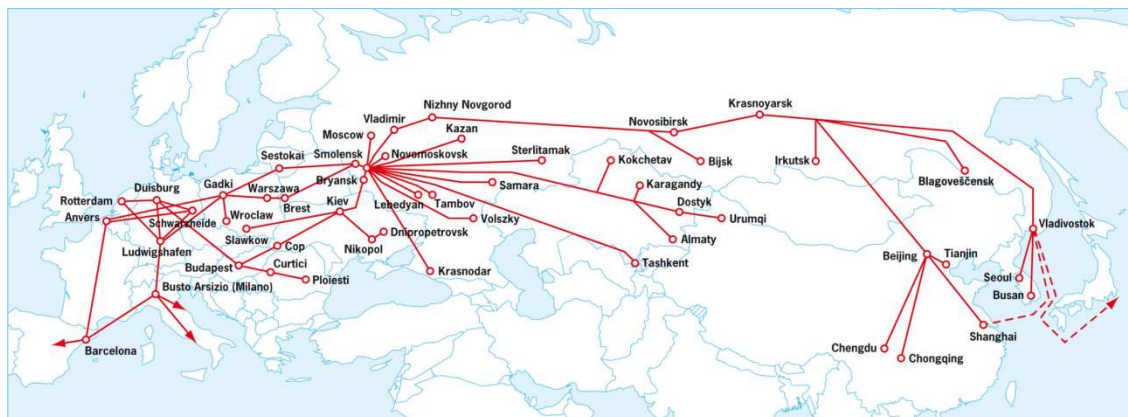 Nizhny Novgorod
Krasnoyarsk
Vladimir
Novosibirsk
Moscow
Kazan
Sestokai
Smolensk
Novomoskovsk
Sterlitamak
Kokchetav
Bijsk
Irkutsk
Duisburg
Gadki
Warszawa
Bryansk
Samara
Karagandy
Blagoveščensk
Rotterdam
Brest
Kiev
Lebedyan
Tambov
Dostyk
Anvers
Schwarzheide
Wroclaw
Volszky
Urumqi
Vladivostok
Slawkow
Dnipropetrovsk
Ludwigshafen
Cop
Nikopol
Almaty
Beijing
Tianjin
Budapest
Curtici
Krasnodar
Tashkent
Seoul
Busto Arsizio (Milano)
Ploiesti
Busan
Barcelona
Shanghai
Chengdu
Chongqing